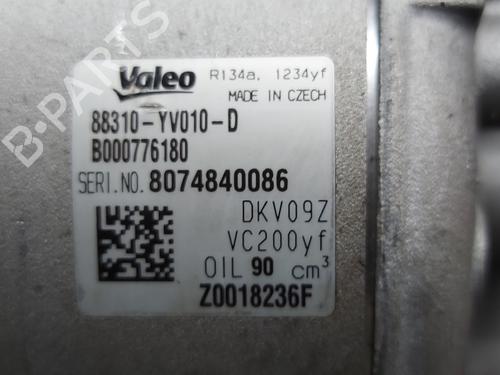 Valeo R134a, 1234yf
MADE IN CZECH
88310-YV010-D
B000776180
SERI.NO. 8074840086
DKV09Z
VC200yf
OIL 90 cm³
Z0018236F
B-PARTS